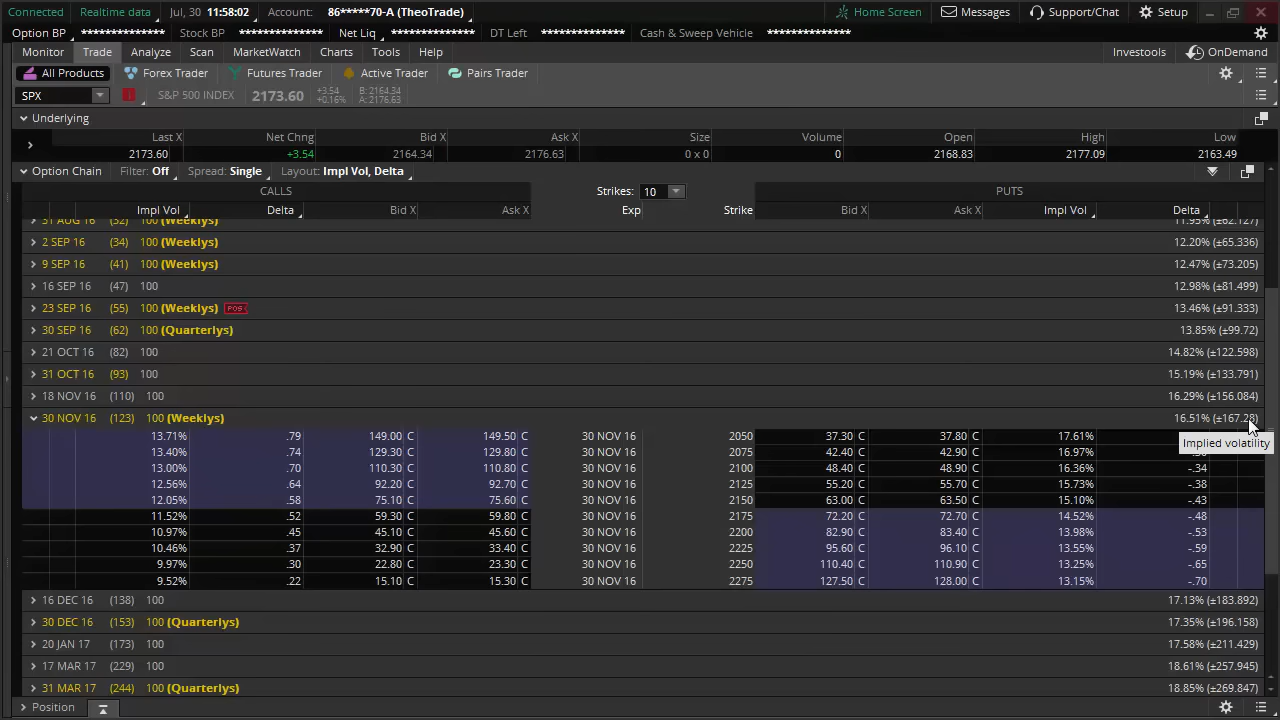 Connected Realtime data Jul, 30 11:58:02 Account: 86*****70-A (TheoTrade) Home Screen Messages Support/Chat Setup
Option BP ************** Stock BP ************** Net Liq ************** DT Left ************** Cash & Sweep Vehicle **************
Monitor Trade Analyze Scan MarketWatch Charts Tools Help Investools OnDemand
All Products Forex Trader Futures Trader Active Trader Pairs Trader
SPX S&P 500 INDEX 2173.60 +3.54 +0.16% B: 2164.34 A: 2176.63
Underlying
Last X Net Chng Bid X Ask X Size Volume Open High Low
2173.60 +3.54 2164.34 2176.63 0 x 0 0 2168.83 2177.09 2163.49
Option Chain Filter: Off Spread: Single Layout: Impl Vol, Delta
CALLS Strikes: 10 PUTS
Impl Vol Delta Bid X Ask X Exp Strike Bid X Ask X Impl Vol Delta
31 AUG 16 (32) 100 (Weeklys) 11.95% (±62.127)
2 SEP 16 (34) 100 (Weeklys) 12.20% (±65.336)
9 SEP 16 (41) 100 (Weeklys) 12.47% (±73.205)
16 SEP 16 (47) 100 12.98% (±81.499)
23 SEP 16 (55) 100 (Weeklys) POS 13.46% (±91.333)
30 SEP 16 (62) 100 (Quarterlys) 13.85% (±99.72)
21 OCT 16 (82) 100 14.82% (±122.598)
31 OCT 16 (93) 100 15.19% (±133.791)
18 NOV 16 (110) 100 16.29% (±156.084)
30 NOV 16 (123) 100 (Weeklys) 16.51% (±167.28)
13.71% .79 149.00 C 149.50 C 30 NOV 16 2050 37.30 C 37.80 C 17.61%
Implied volatility
13.40% .74 129.30 C 129.80 C 30 NOV 16 2075 42.40 C 42.90 C 16.97%
13.00% .70 110.30 C 110.80 C 30 NOV 16 2100 48.40 C 48.90 C 16.36% -.34
12.56% .64 92.20 C 92.70 C 30 NOV 16 2125 55.20 C 55.70 C 15.73% -.38
12.05% .58 75.10 C 75.60 C 30 NOV 16 2150 63.00 C 63.50 C 15.10% -.43
11.52% .52 59.30 C 59.80 C 30 NOV 16 2175 72.20 C 72.70 C 14.52% -.48
10.97% .45 45.10 C 45.60 C 30 NOV 16 2200 82.90 C 83.40 C 13.98% -.53
10.46% .37 32.90 C 33.40 C 30 NOV 16 2225 95.60 C 96.10 C 13.55% -.59
9.97% .30 22.80 C 23.30 C 30 NOV 16 2250 110.40 C 110.90 C 13.25% -.65
9.52% .22 15.10 C 15.30 C 30 NOV 16 2275 127.50 C 128.00 C 13.15% -.70
16 DEC 16 (138) 100 17.13% (±183.892)
30 DEC 16 (153) 100 (Quarterlys) 17.35% (±196.158)
20 JAN 17 (173) 100 17.58% (±211.429)
17 MAR 17 (229) 100 18.61% (±257.945)
31 MAR 17 (244) 100 (Quarterlys) 18.85% (±269.847)
Position